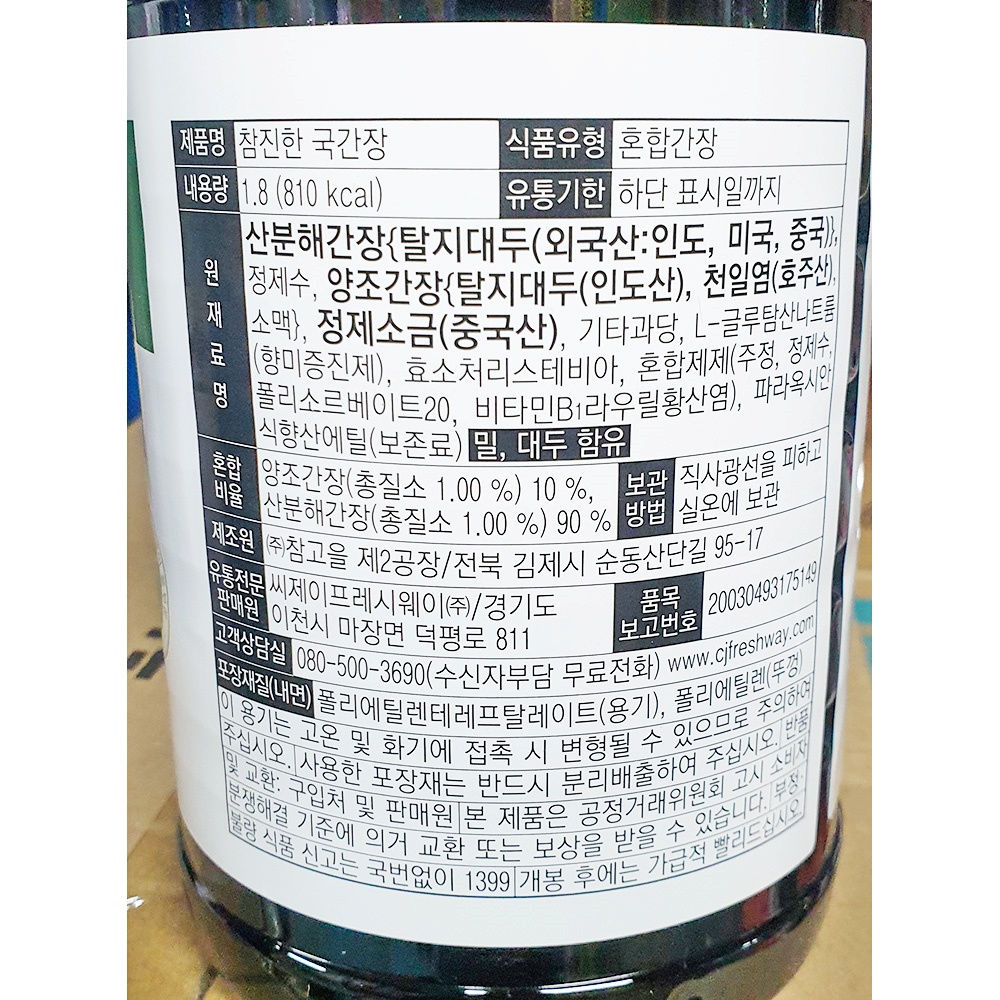 제품명 참진한 국간장 식품유형 혼합간장
내용량 1.8 (810 kcal) 유통기한 하단 표시일까지
원재료명 산분해간장{탈지대두(외국산:인도, 미국, 중국)},
정제수, 양조간장{탈지대두(인도산), 천일염(호주산),
소맥}, 정제소금(중국산), 기타과당, L-글루탐산나트륨
(향미증진제), 효소처리스테비아, 혼합제제(주정, 정제수,
폴리소르베이트20, 비타민B1라우릴황산염), 파라옥시안
식향산에틸(보존료) 밀, 대두 함유
혼합비율 양조간장(총질소 1.00 %) 10 %,
산분해간장(총질소 1.00 %) 90 %
보관방법 직사광선을 피하고
실온에 보관
제조원 ㈜참고을 제2공장/전북 김제시 순동산단길 95-17
유통전문판매원 씨제이프레시웨이㈜/경기도
이천시 마장면 덕평로 811
품목보고번호 20030493175149
고객상담실 080-500-3690(수신자부담 무료전화) www.cjfreshway.com
포장재질(내면) 폴리에틸렌테레프탈레이트(용기), 폴리에틸렌(뚜껑)
이 용기는 고온 및 화기에 접촉 시 변형될 수 있으므로 주의하여
주십시오. 사용한 포장재는 반드시 분리배출하여 주십시오. 반품
및 교환: 구입처 및 판매원 본 제품은 공정거래위원회 고시 소비자
분쟁해결 기준에 의거 교환 또는 보상을 받을 수 있습니다. 부정·
불량 식품 신고는 국번없이 1399 개봉 후에는 가급적 빨리드십시오.